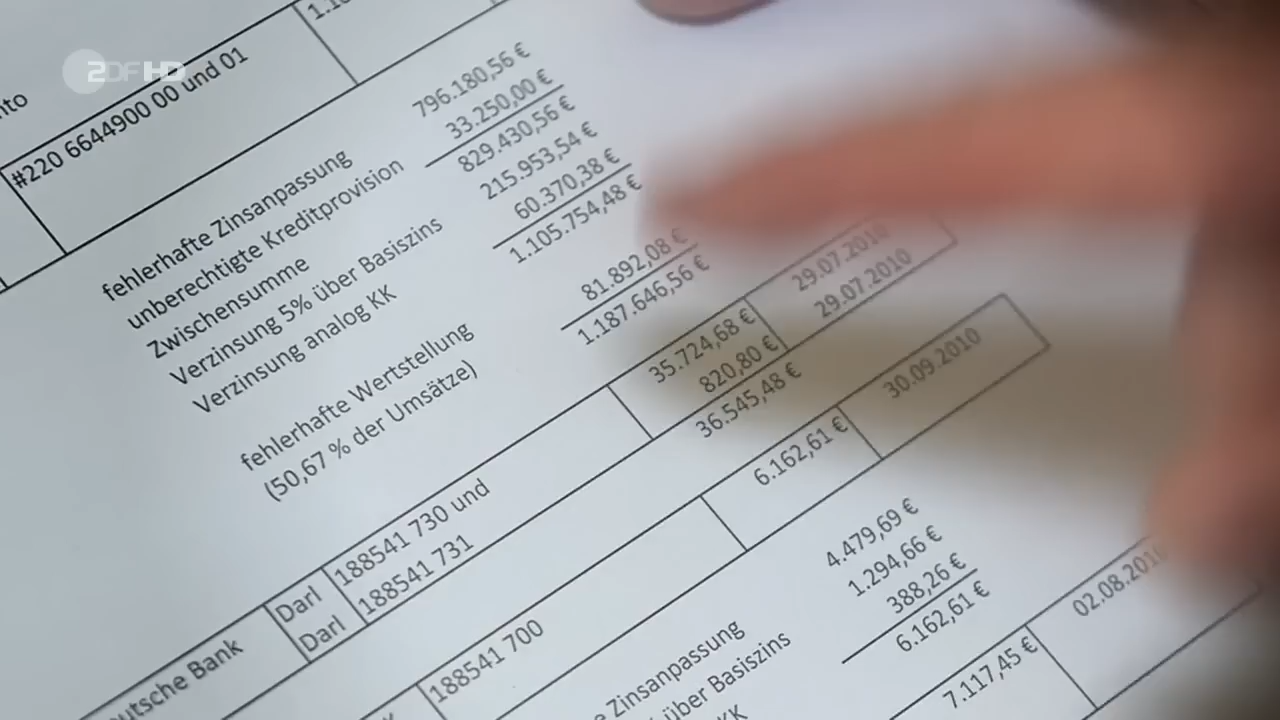 ZDFHD
nto
#220 6644900 00 und 01
fehlerhafte Zinsanpassung 796.180,56 €
unberechtigte Kreditprovision 33.250,00 €
Zwischensumme 829.430,56 €
Verzinsung 5% über Basiszins 215.953,54 €
Verzinsung analog KK 60.370,38 €
1.105.754,48 €
fehlerhafte Wertstellung 81.892,08 €
(50,67 % der Umsätze) 1.187.646,56 €
Darl 188541 730 und 35.724,68 € 29.07.2010
utsche Bank Darl 188541 731 820,80 € 29.07.2010
36.545,48 €
188541 700 6.162,61 € 30.09.2010
Zinsanpassung 4.479,69 €
über Basiszins 1.294,66 €
KK 388,26 €
6.162,61 €
7.117,45 € 02.08.2010